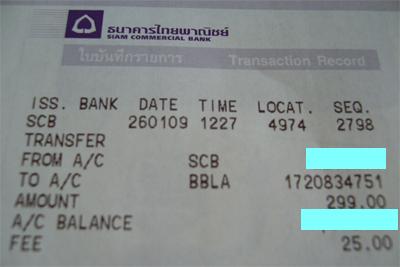 ธนาคารไทยพาณิชย์
SIAM COMMERCIAL BANK
ใบบันทึกรายการ Transaction Record
ISS. BANK DATE TIME LOCAT. SEQ.
SCB 260109 1227 4974 2798
TRANSFER
FROM A/C SCB
TO A/C BBLA 1720834751
AMOUNT 299.00
A/C BALANCE
FEE 25.00